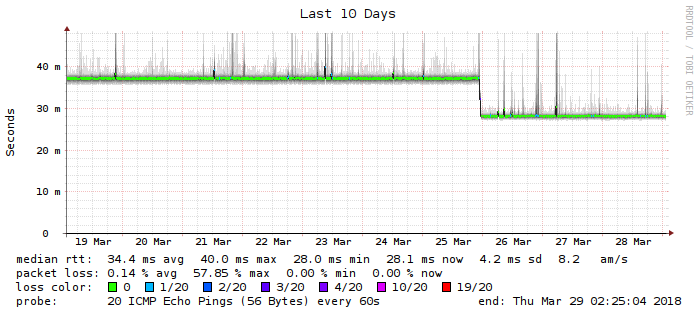 Last 10 Days
RRDTOOL / TOBI OETIKER
Seconds
40 m
30 m
20 m
10 m
0
19 Mar 20 Mar 21 Mar 22 Mar 23 Mar 24 Mar 25 Mar 26 Mar 27 Mar 28 Mar
median rtt: 34.4 ms avg 40.0 ms max 28.0 ms min 28.1 ms now 4.2 ms sd 8.2 am/s
packet loss: 0.14 % avg 57.85 % max 0.00 % min 0.00 % now
loss color: 0 1/20 2/20 3/20 4/20 10/20 19/20
probe: 20 ICMP Echo Pings (56 Bytes) every 60s end: Thu Mar 29 02:25:04 2018